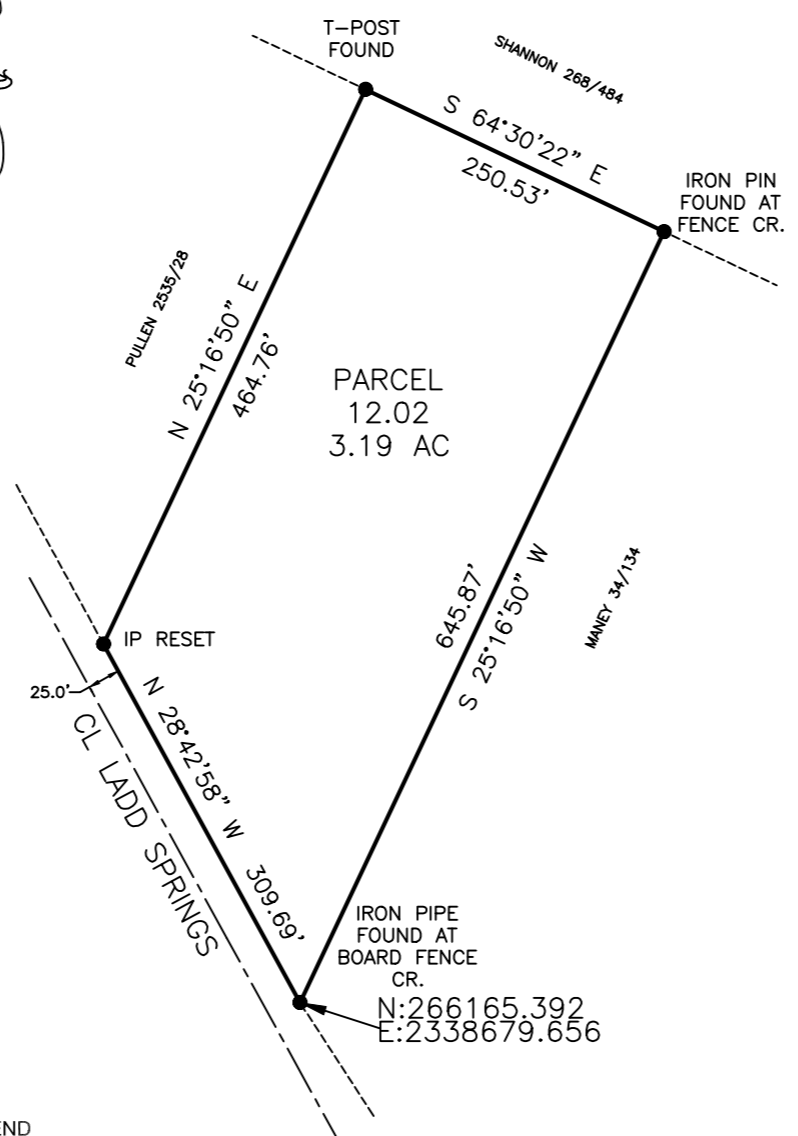 T-POST
FOUND
SHANNON 268/484
S 64°30'22" E
250.53'
IRON PIN
FOUND AT
FENCE CR.
PULLEN 2535/28
N 25°16'50" E
464.76'
PARCEL
12.02
3.19 AC
645.87'
S 25°16'50" W
MANEY 34/134
IP RESET
25.0'
N 28°42'58" W 309.69'
CL LADD SPRINGS
IRON PIPE
FOUND AT
BOARD FENCE
CR.
N:266165.392
E:2338679.656